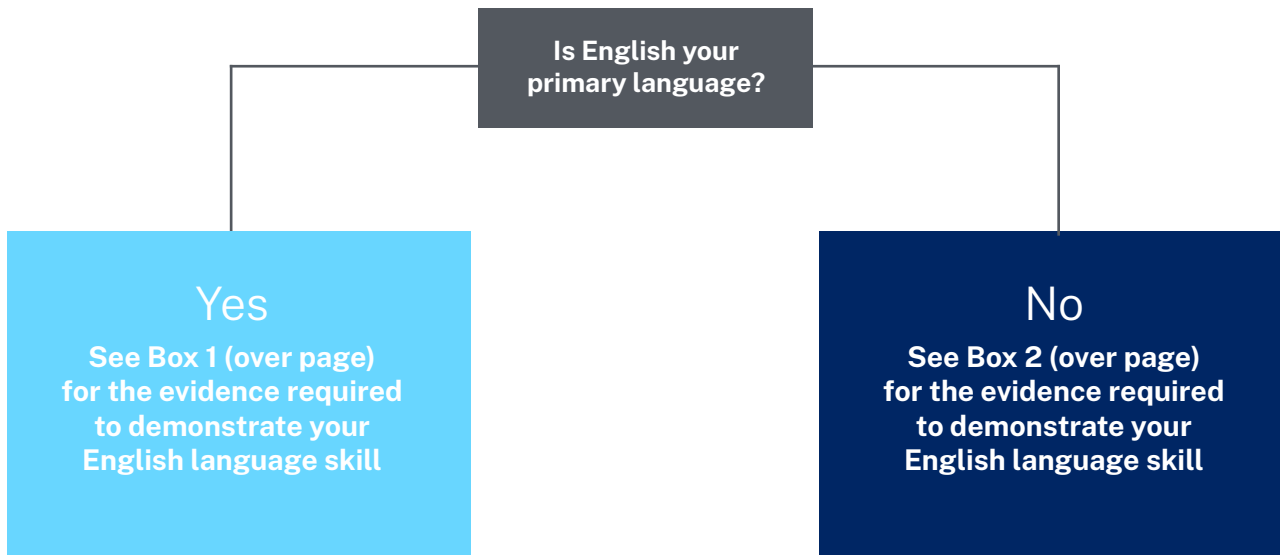 Is English your
primary language?
Yes
See Box 1 (over page)
for the evidence required
to demonstrate your
English language skill
No
See Box 2 (over page)
for the evidence required
to demonstrate your
English language skill